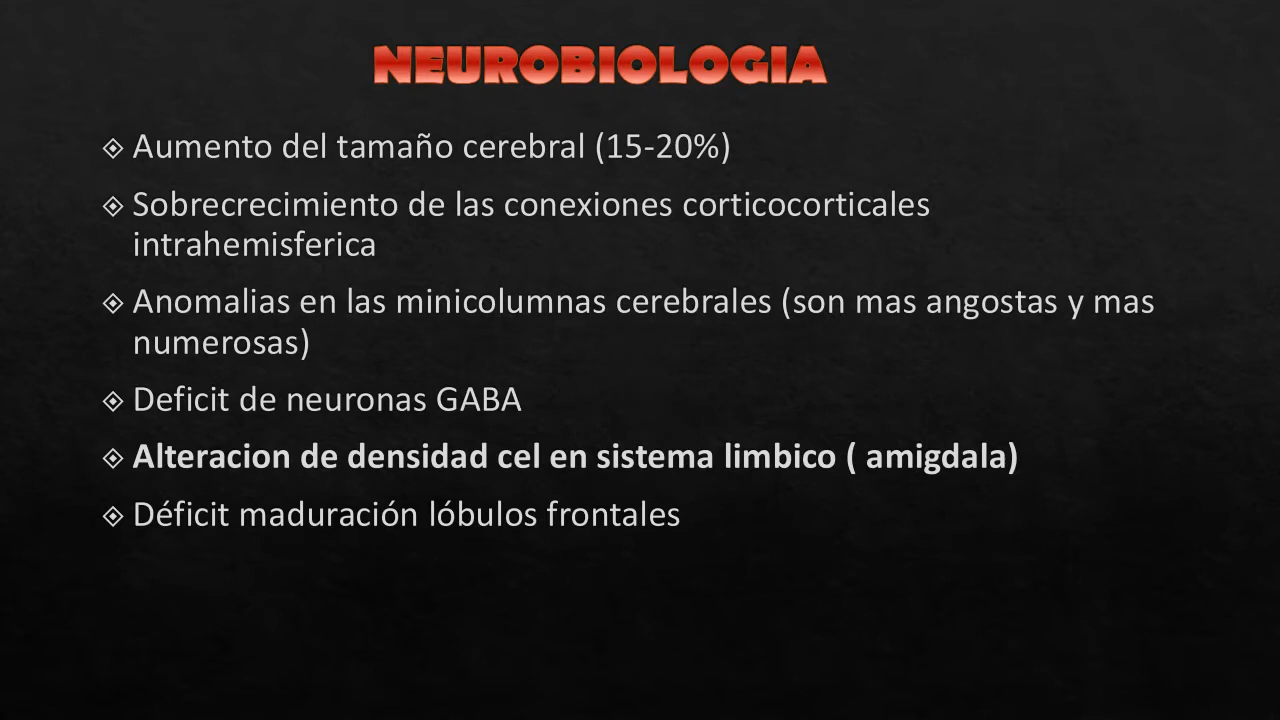 NEUROBIOLOGIA
Aumento del tamaño cerebral (15-20%)
Sobrecrecimiento de las conexiones corticocorticales
intrahemisferica
Anomalias en las minicolumnas cerebrales (son mas angostas y mas
numerosas)
Deficit de neuronas GABA
Alteracion de densidad cel en sistema limbico ( amigdala)
Déficit maduración lóbulos frontales